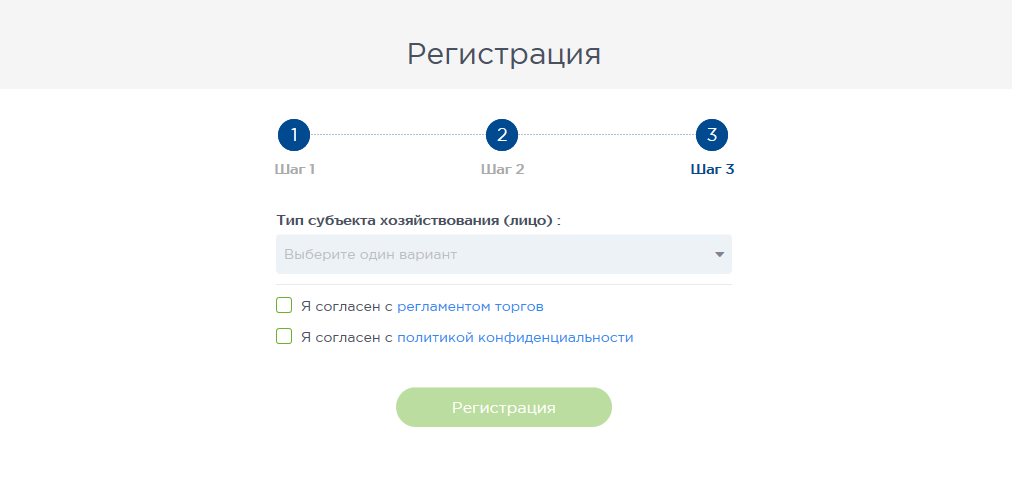 Регистрация
1 2 3
Шаг 1 Шаг 2 Шаг 3
Тип субъекта хозяйствования (лицо) :
Выберите один вариант
Я согласен с регламентом торгов
Я согласен с политикой конфиденциальности
Регистрация